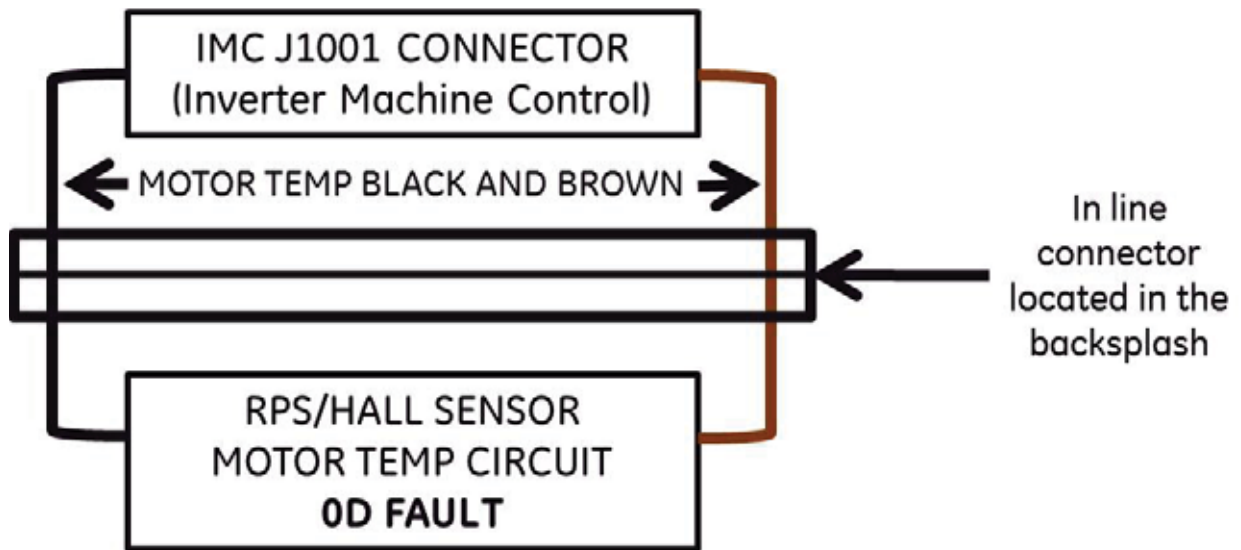 IMC J1001 CONNECTOR
(Inverter Machine Control)
MOTOR TEMP BLACK AND BROWN
In line
connector
located in the
backsplash
RPS/HALL SENSOR
MOTOR TEMP CIRCUIT
0D FAULT